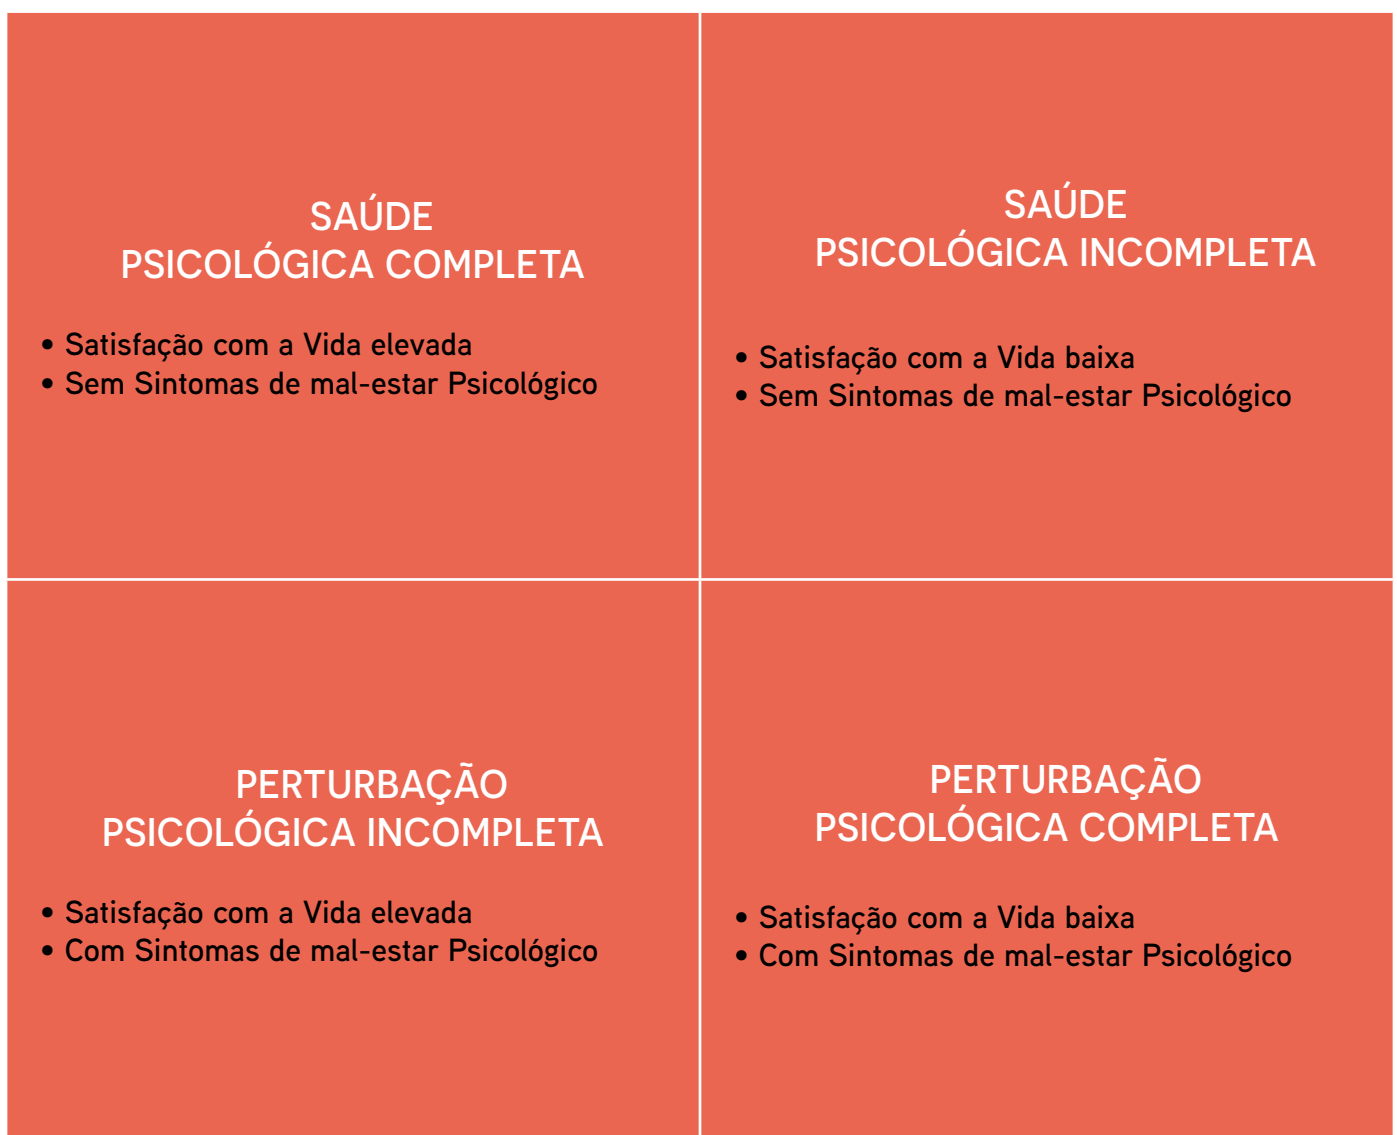 SAÚDE
PSICOLÓGICA COMPLETA
• Satisfação com a Vida elevada
• Sem Sintomas de mal-estar Psicológico
SAÚDE
PSICOLÓGICA INCOMPLETA
• Satisfação com a Vida baixa
• Sem Sintomas de mal-estar Psicológico
PERTURBAÇÃO
PSICOLÓGICA INCOMPLETA
• Satisfação com a Vida elevada
• Com Sintomas de mal-estar Psicológico
PERTURBAÇÃO
PSICOLÓGICA COMPLETA
• Satisfação com a Vida baixa
• Com Sintomas de mal-estar Psicológico